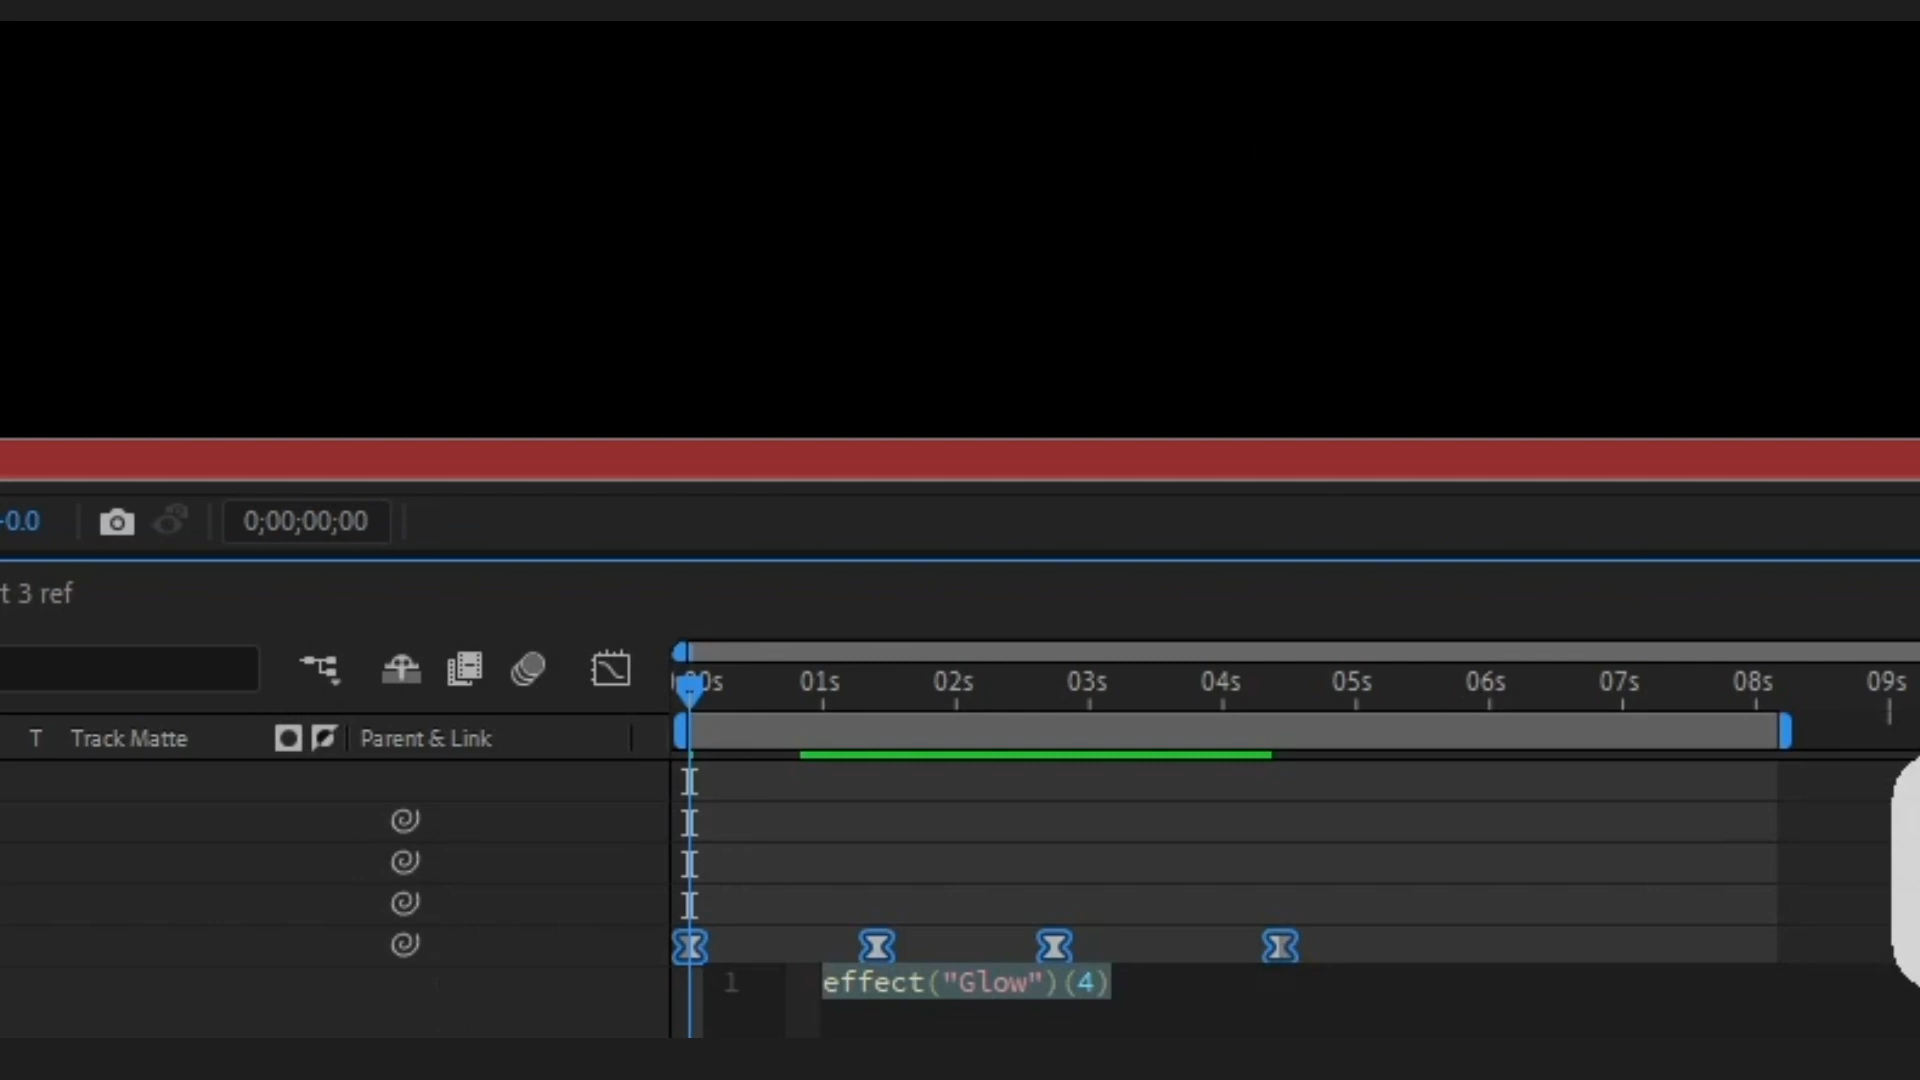 -0.0
0;00;00;00
t 3 ref
01s 02s 03s 04s 05s 06s 07s 08s 09s
T Track Matte Parent & Link
1 effect("Glow")(4)